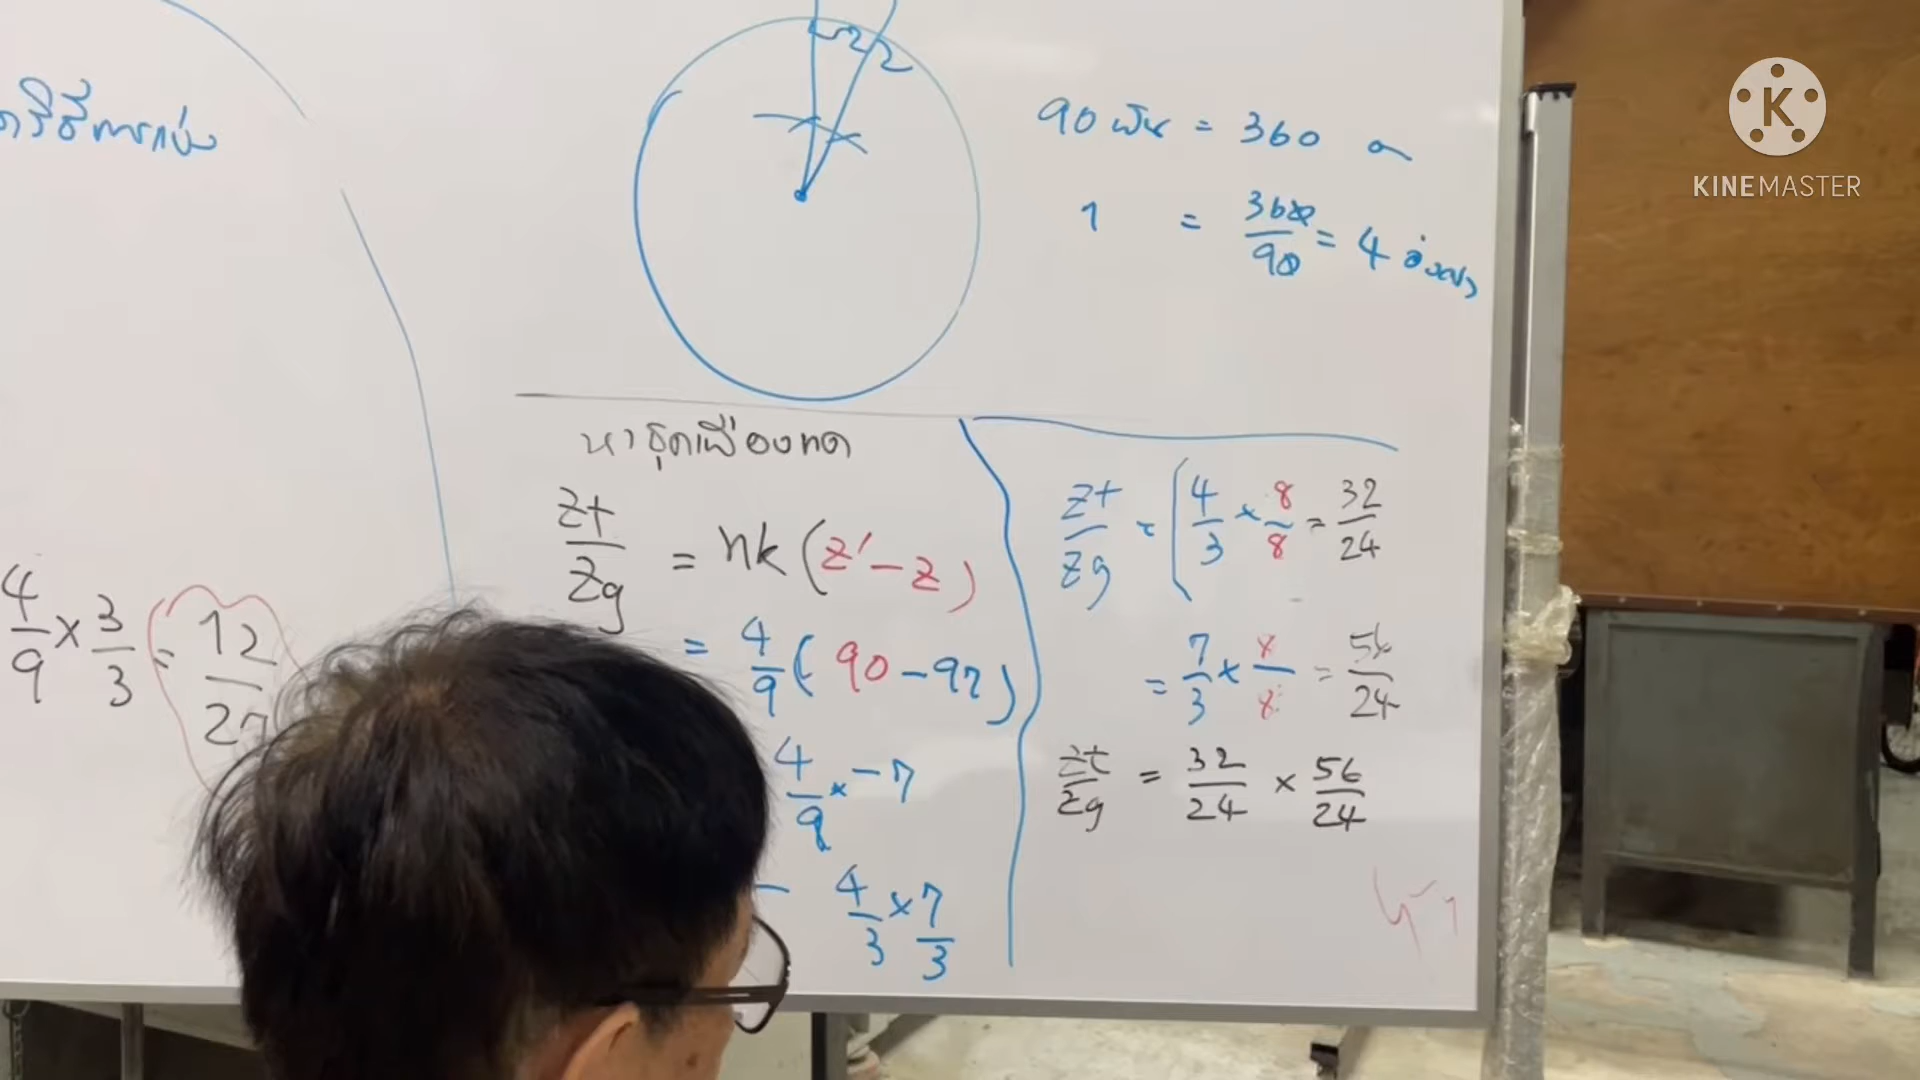 90 ฟัน = 360
1 = 360/90 = 4 องศา
K
KINEMASTER
4/9 × 3/3 = 12/27
หาชุดเฟืองทด
zt/zg = nk (z' - z)
= 4/9 ( 90 - 97 )
4/9 × - 7
- 4/3 × 7/3
zt/zg = 4/3 × 8/8 = 32/24
= 7/3 × 8/8 = 56/24
zt/zg = 32/24 × 56/24